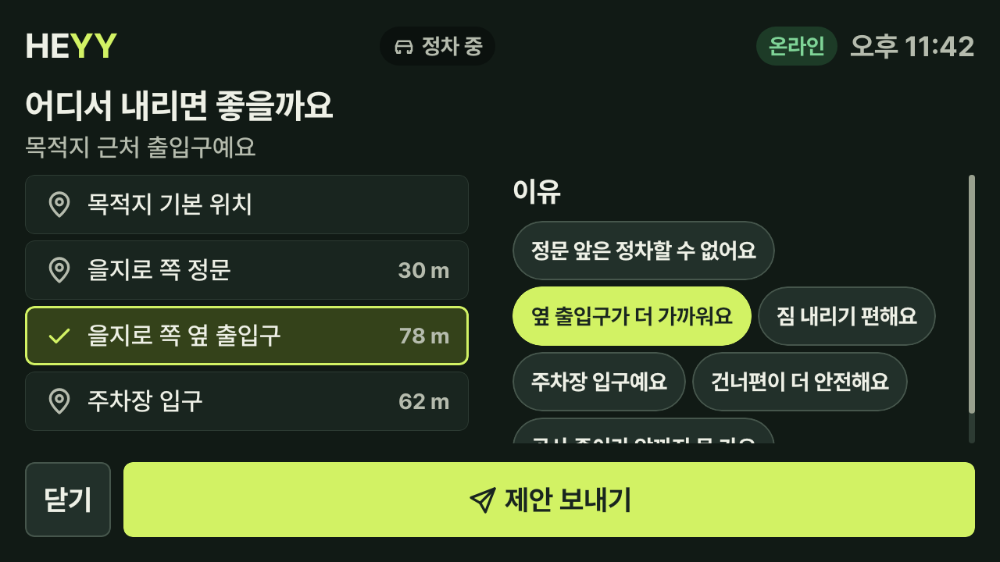 HEYY
정차 중
온라인
오후 11:42
어디서 내리면 좋을까요
목적지 근처 출입구예요
목적지 기본 위치
을지로 쪽 정문 30 m
을지로 쪽 옆 출입구 78 m
주차장 입구 62 m
이유
정문 앞은 정차할 수 없어요
옆 출입구가 더 가까워요
짐 내리기 편해요
주차장 입구예요
건너편이 더 안전해요
닫기
제안 보내기